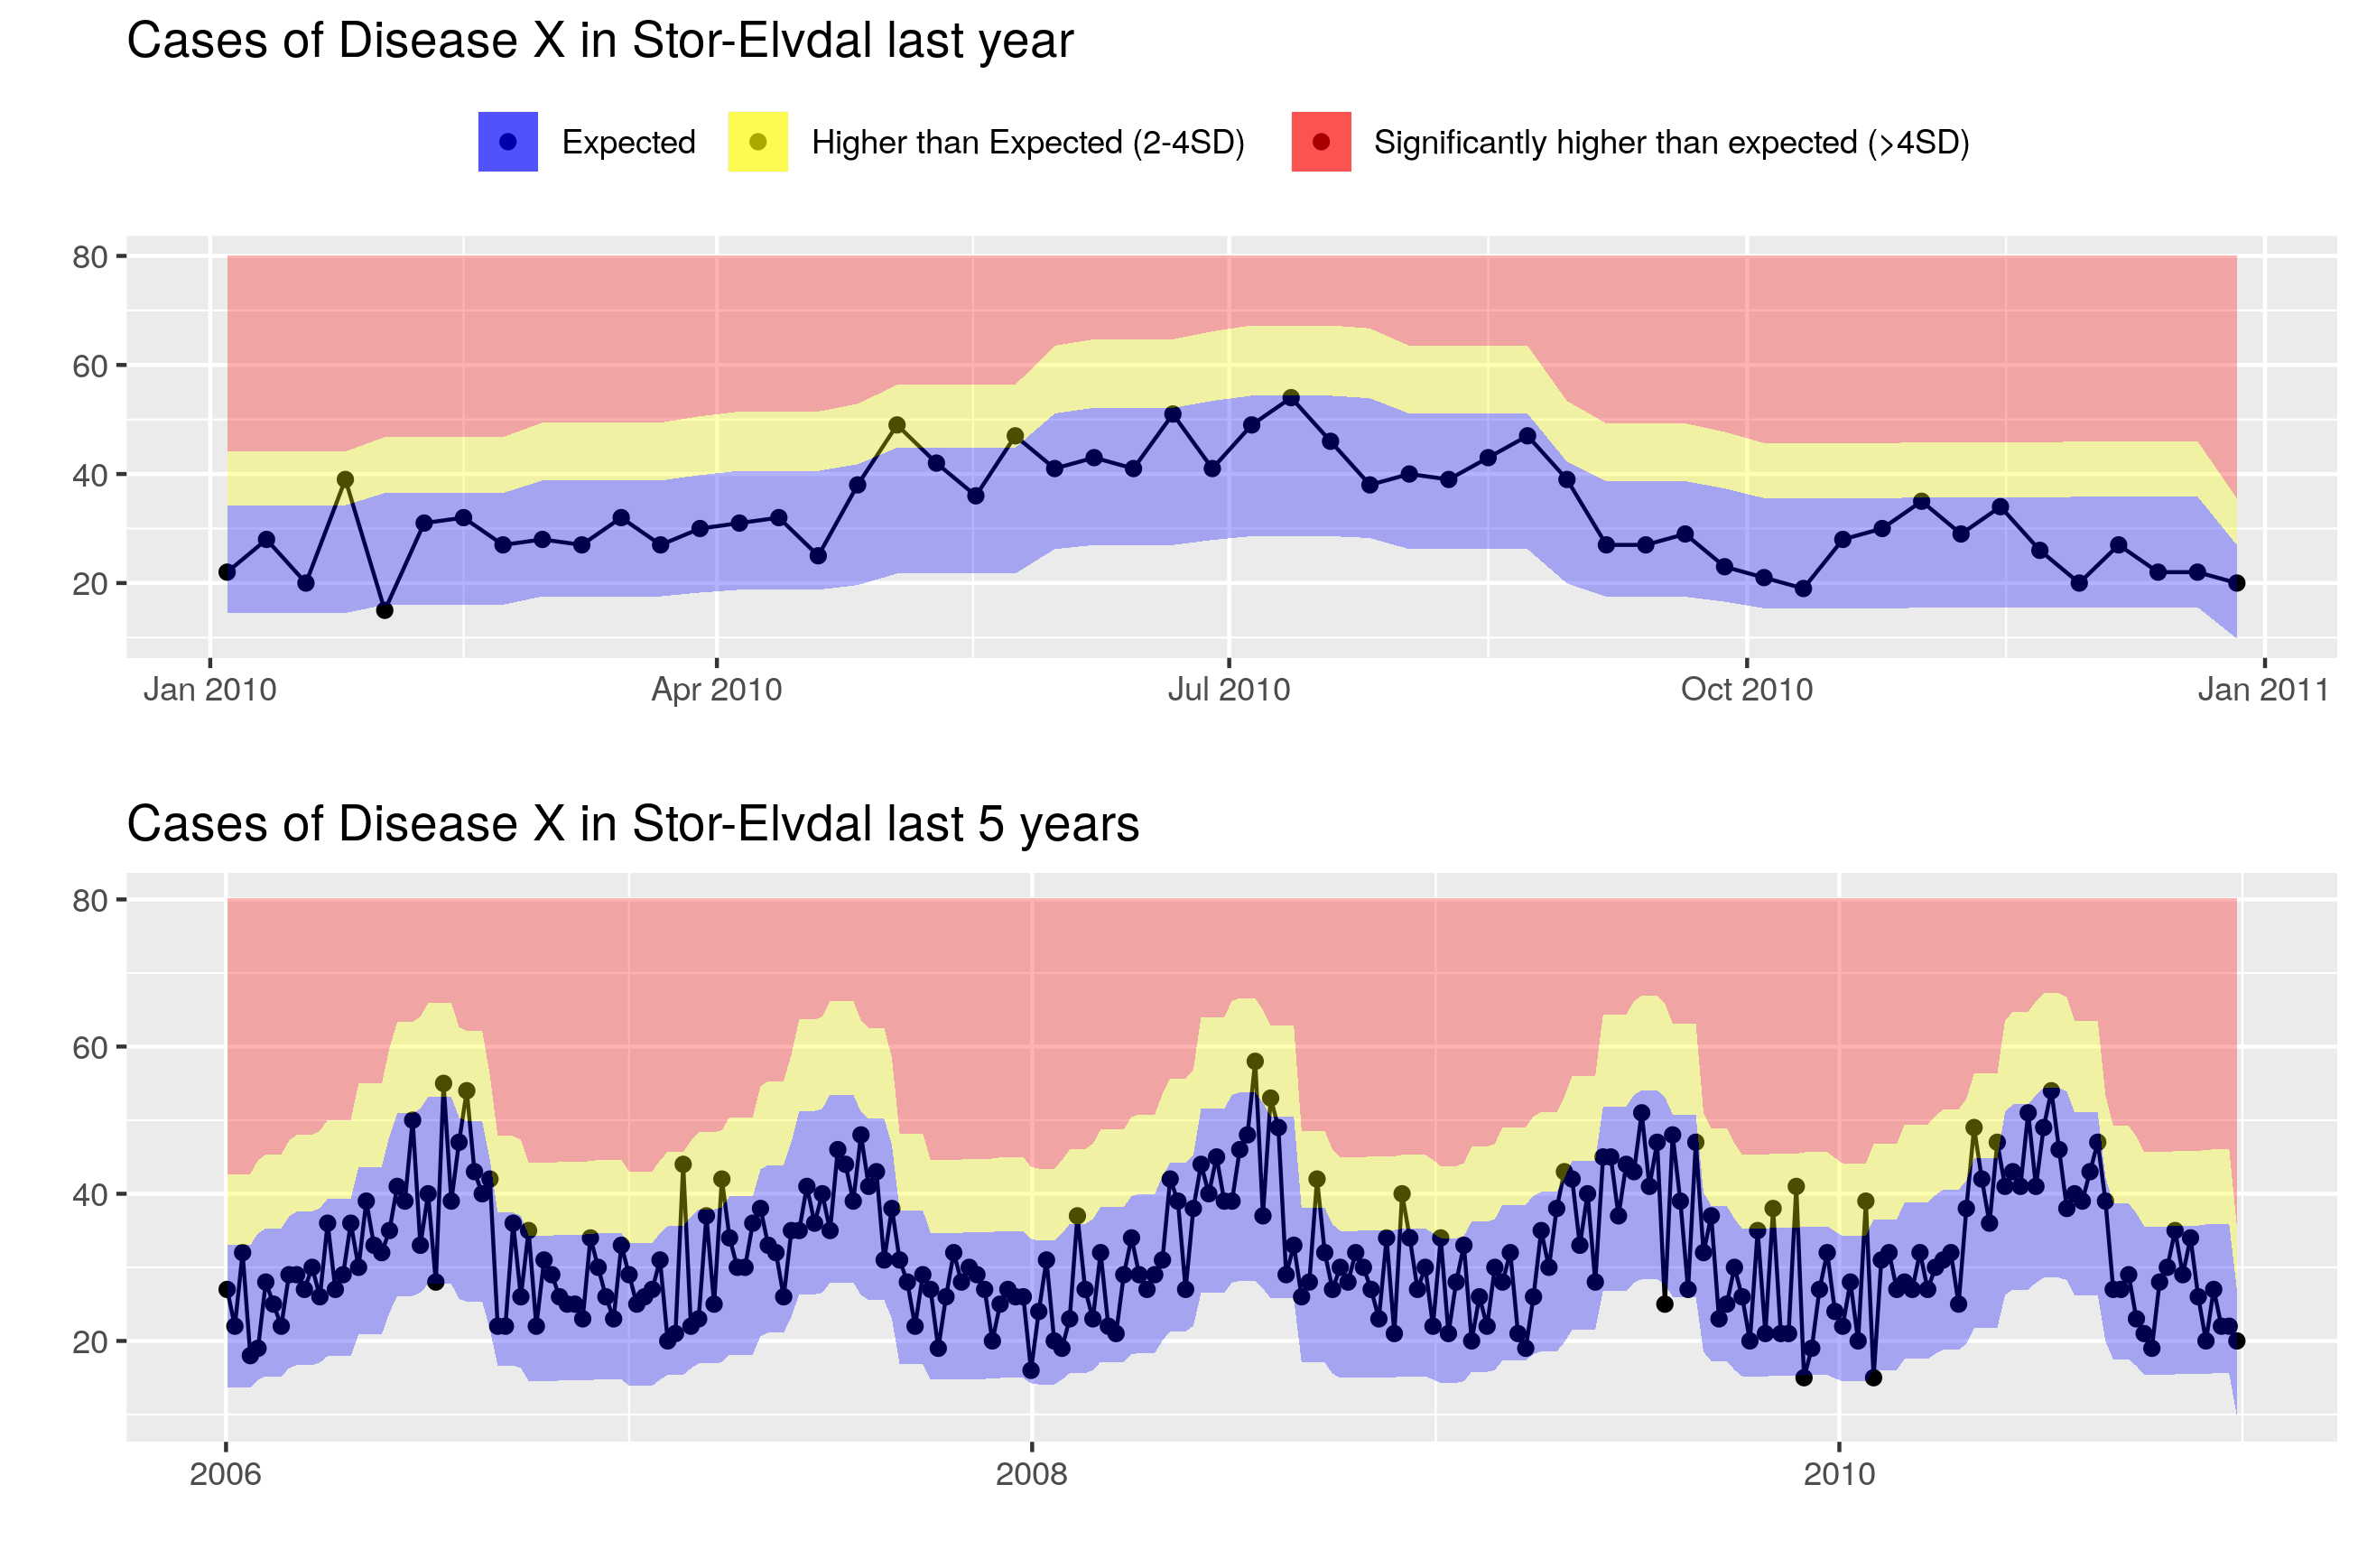 Cases of Disease X in Stor-Elvdal last year
Expected Higher than Expected (2-4SD) Significantly higher than expected (>4SD)
80
60
40
20
Jan 2010 Apr 2010 Jul 2010 Oct 2010 Jan 2011
Cases of Disease X in Stor-Elvdal last 5 years
80
60
40
20
2006 2008 2010